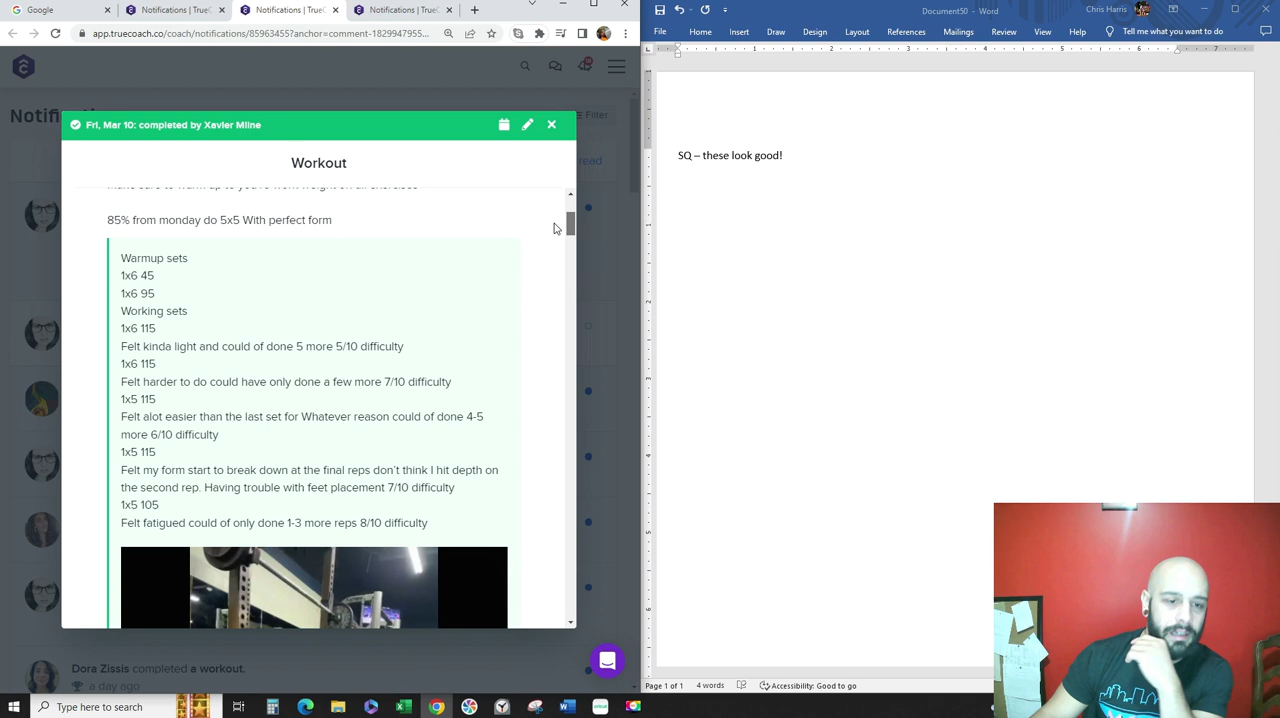 Google
Notifications | TrueCo
Notifications | TrueCo
Notifications | TrueCoach
app.truecoach.co/coach/notifications/85963455?anchor=comment-1829947955...
Filter
read
Fri, Mar 10: completed by Xavier Milne
Workout
85% from monday do 5x5 With perfect form
Warmup sets
1x6 45
1x6 95
Working sets
1x6 115
Felt kinda light and could of done 5 more 5/10 difficulty
1x6 115
Felt harder to do could have only done a few more 7/10 difficulty
1x5 115
Felt alot easier than the last set for Whatever reason could of done 4-5
more 6/10 difficulty
1x5 115
Felt my form start to break down at the final reps don't think I hit depth on
the second rep. Having trouble with feet placement 7/10 difficulty
1x5 105
Felt fatigued could of only done 1-3 more reps 8/10 difficulty
Dora Zissis completed a workout.
a day ago
Type here to search
Document50 - Word
Chris Harris
File Home Insert Draw Design Layout References Mailings Review View Help Tell me what you want to do
SQ – these look good!
Page 1 of 1 4 words Accessibility: Good to go